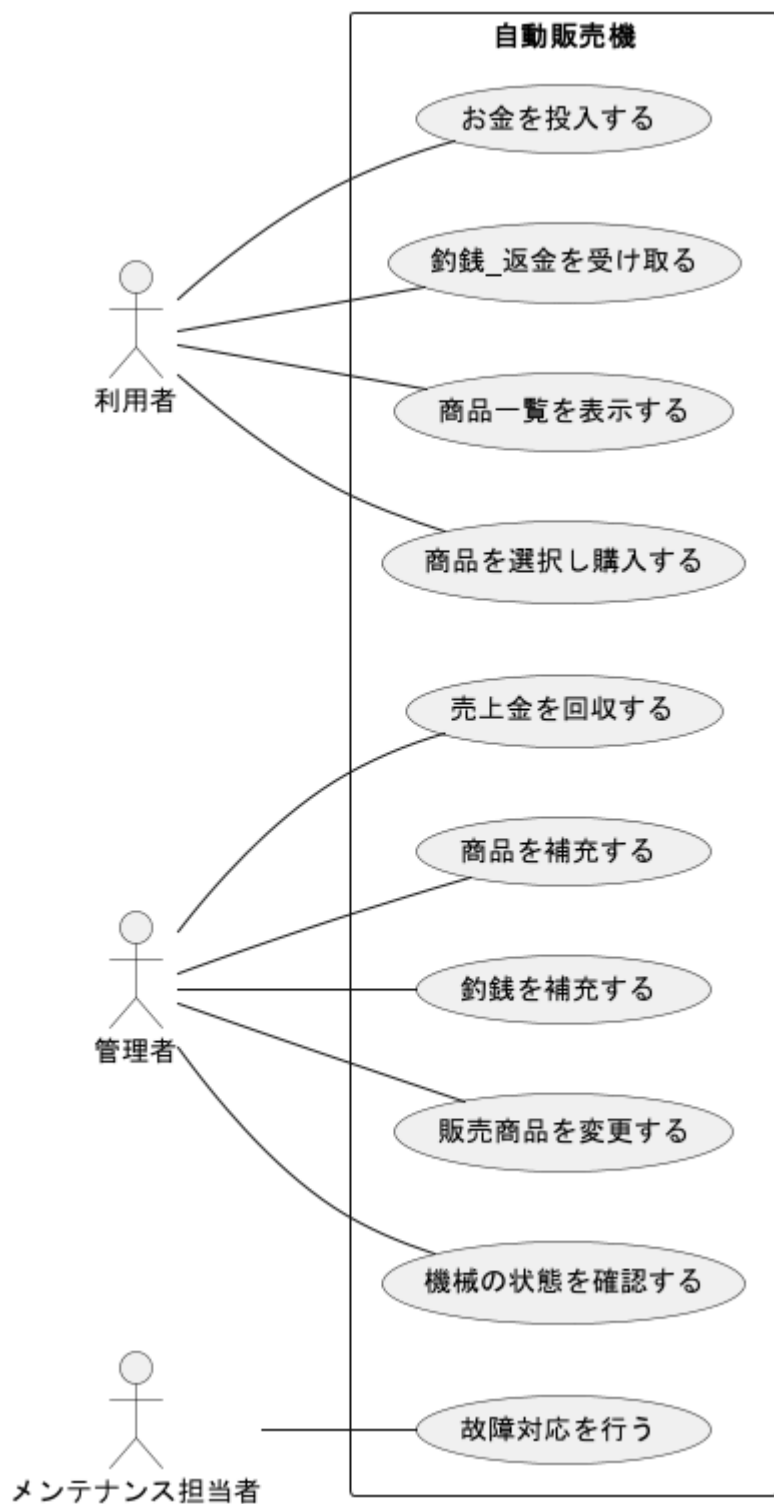 自動販売機
お金を投入する
釣銭_返金を受け取る
利用者
商品一覧を表示する
商品を選択し購入する
売上金を回収する
商品を補充する
釣銭を補充する
管理者
販売商品を変更する
機械の状態を確認する
故障対応を行う
メンテナンス担当者